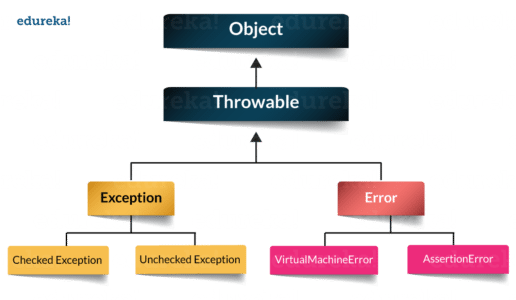 edureka!
Object
Throwable
Exception
Error
Checked Exception
Unchecked Exception
VirtualMachineError
AssertionError